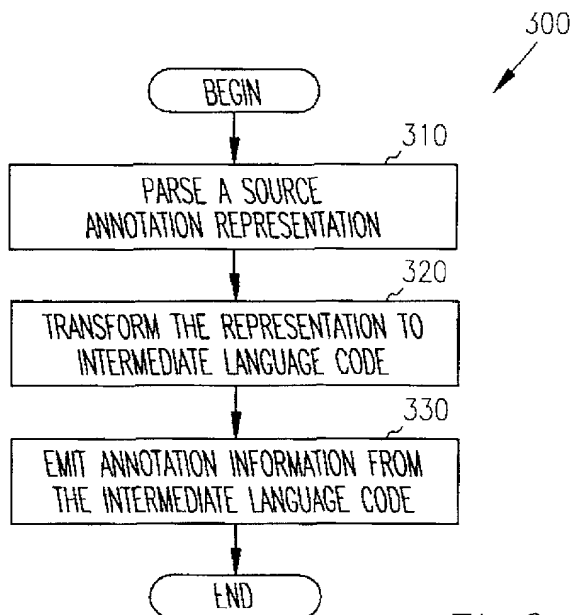 300
BEGIN
310
PARSE A SOURCE
ANNOTATION REPRESENTATION
320
TRANSFORM THE REPRESENTATION TO
INTERMEDIATE LANGUAGE CODE
330
EMIT ANNOTATION INFORMATION FROM
THE INTERMEDIATE LANGUAGE CODE
END